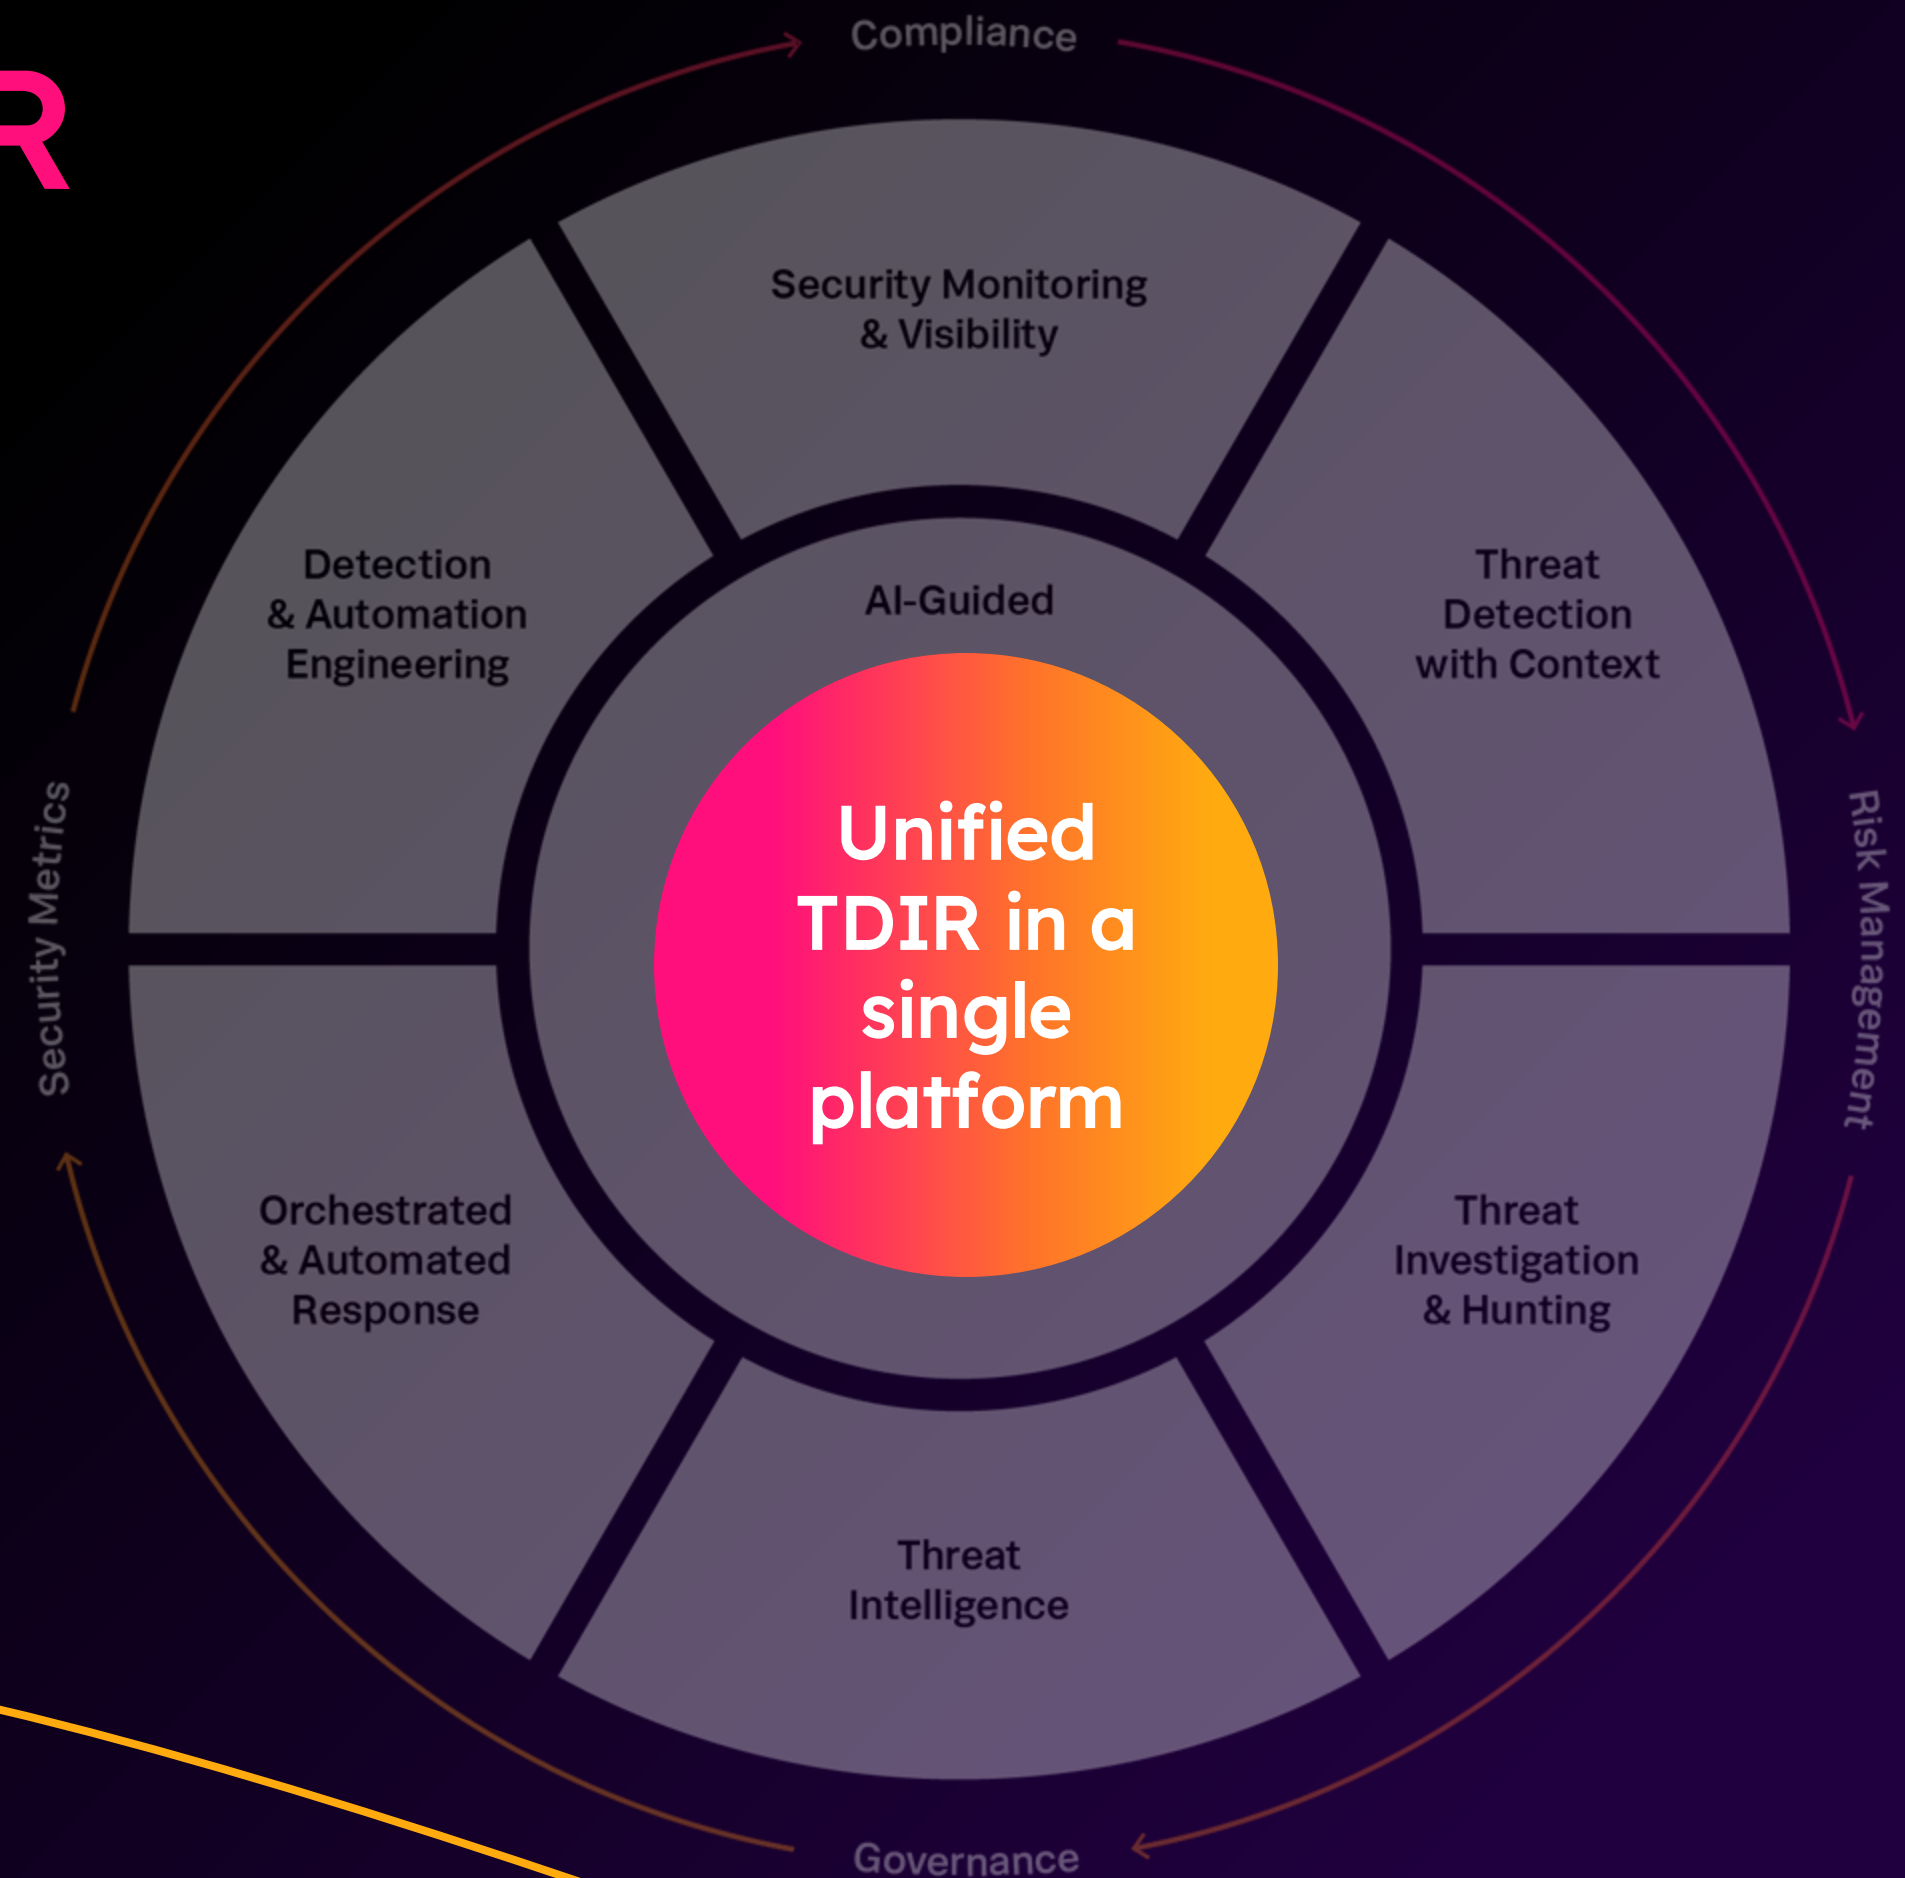 R
Compliance
Security Monitoring
& Visibility
Detection
& Automation
Engineering
Threat
Detection
with Context
AI-Guided
Unified
TDIR in a
single
platform
Security Metrics
Risk Management
Orchestrated
& Automated
Response
Threat
Investigation
& Hunting
Threat
Intelligence
Governance